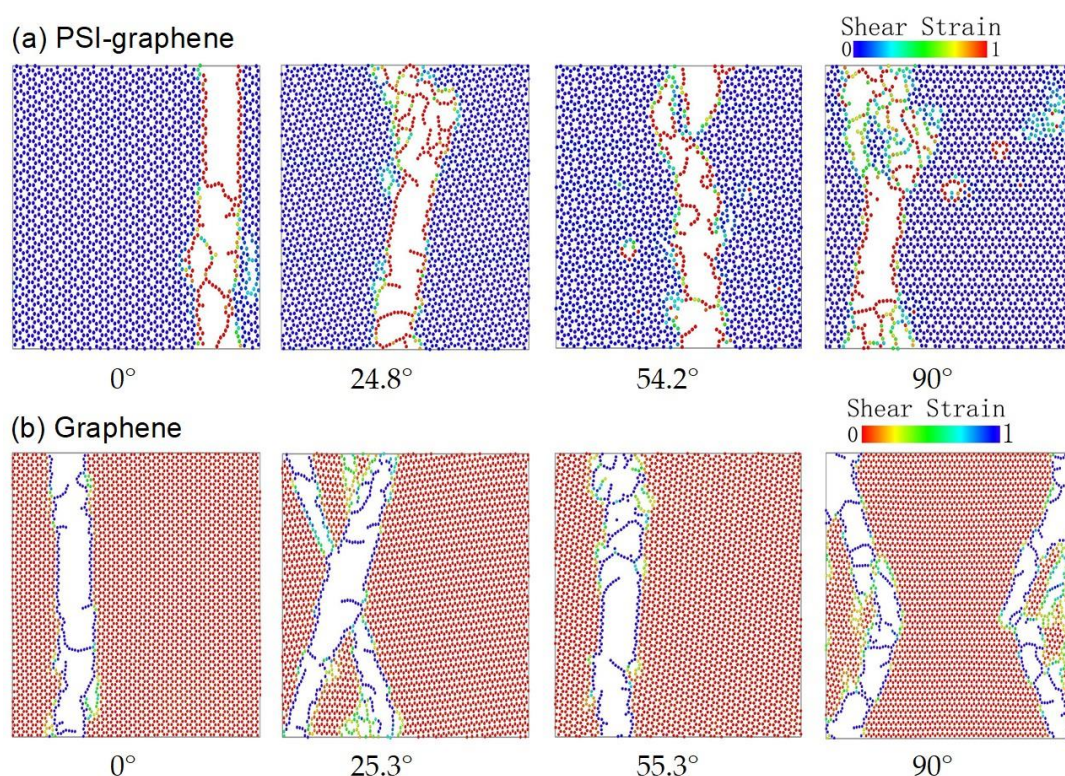 (a) PSI-graphene
Shear Strain
0 1
0° 24.8° 54.2° 90°
(b) Graphene
Shear Strain
0 1
0° 25.3° 55.3° 90°